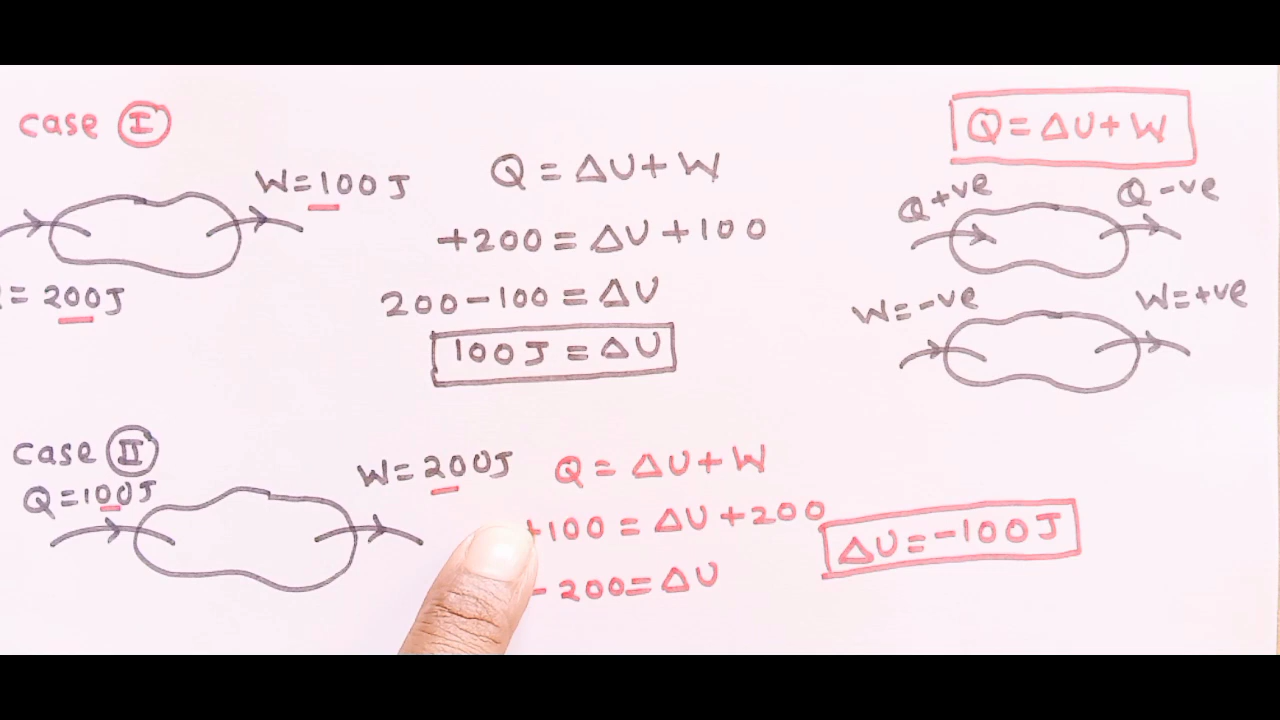 case I
W=100J
= 200J
Q = ΔU+W
+200 = ΔU+100
200-100 = ΔU
100J = ΔU
Q = ΔU+W
Q+ve
Q-ve
W=-ve
W=+ve
case II
Q=100J
W=200J
Q = ΔU+W
+100 = ΔU+200
- 200=ΔU
ΔU=-100J